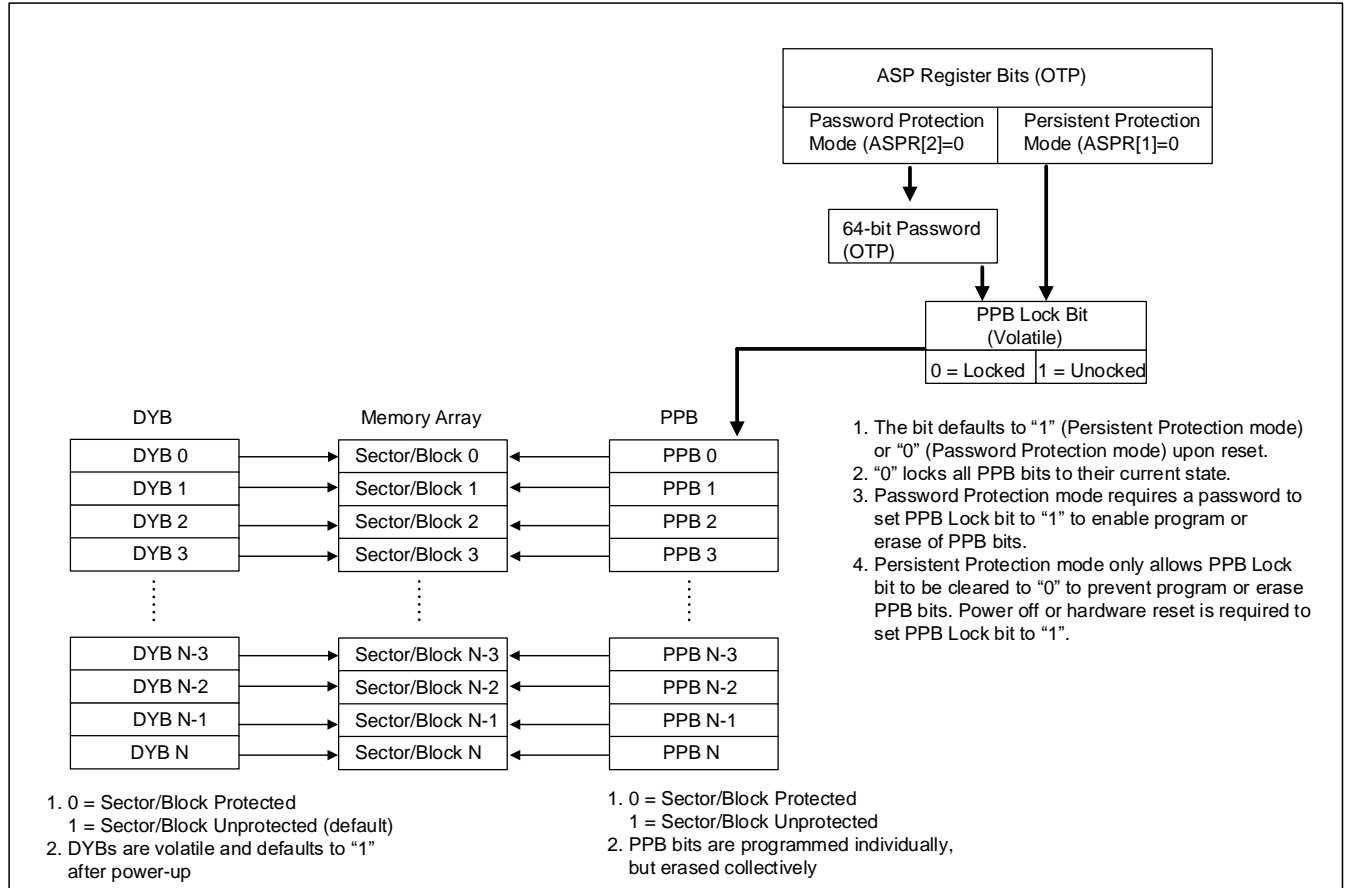 ASP Register Bits (OTP)
Password Protection
Mode (ASPR[2]=0
Persistent Protection
Mode (ASPR[1]=0
64-bit Password
(OTP)
PPB Lock Bit
(Volatile)
0 = Locked
1 = Unocked
1. The bit defaults to “1” (Persistent Protection mode)
or “0” (Password Protection mode) upon reset.
2. “0” locks all PPB bits to their current state.
3. Password Protection mode requires a password to
set PPB Lock bit to “1” to enable program or
erase of PPB bits.
4. Persistent Protection mode only allows PPB Lock
bit to be cleared to “0” to prevent program or erase
PPB bits. Power off or hardware reset is required to
set PPB Lock bit to “1”.
DYB Memory Array PPB
DYB 0 Sector/Block 0 PPB 0
DYB 1 Sector/Block 1 PPB 1
DYB 2 Sector/Block 2 PPB 2
DYB 3 Sector/Block 3 PPB 3
DYB N-3 Sector/Block N-3 PPB N-3
DYB N-2 Sector/Block N-2 PPB N-2
DYB N-1 Sector/Block N-1 PPB N-1
DYB N Sector/Block N PPB N
1. 0 = Sector/Block Protected
1 = Sector/Block Unprotected (default)
2. DYBs are volatile and defaults to “1”
after power-up
1. 0 = Sector/Block Protected
1 = Sector/Block Unprotected
2. PPB bits are programmed individually,
but erased collectively